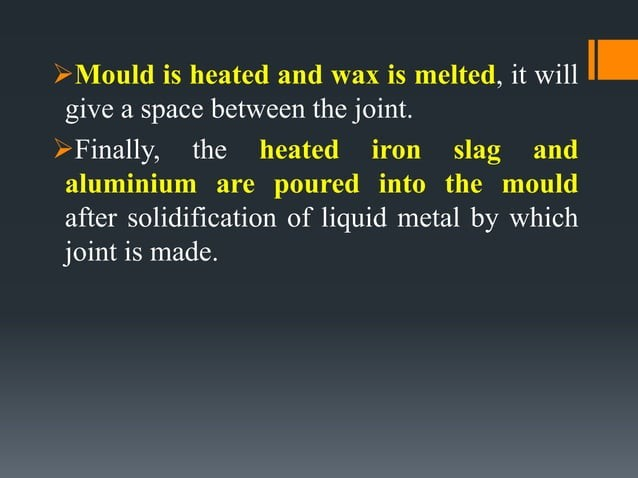 ➢Mould is heated and wax is melted, it will
give a space between the joint.
➢Finally, the heated iron slag and
aluminium are poured into the mould
after solidification of liquid metal by which
joint is made.